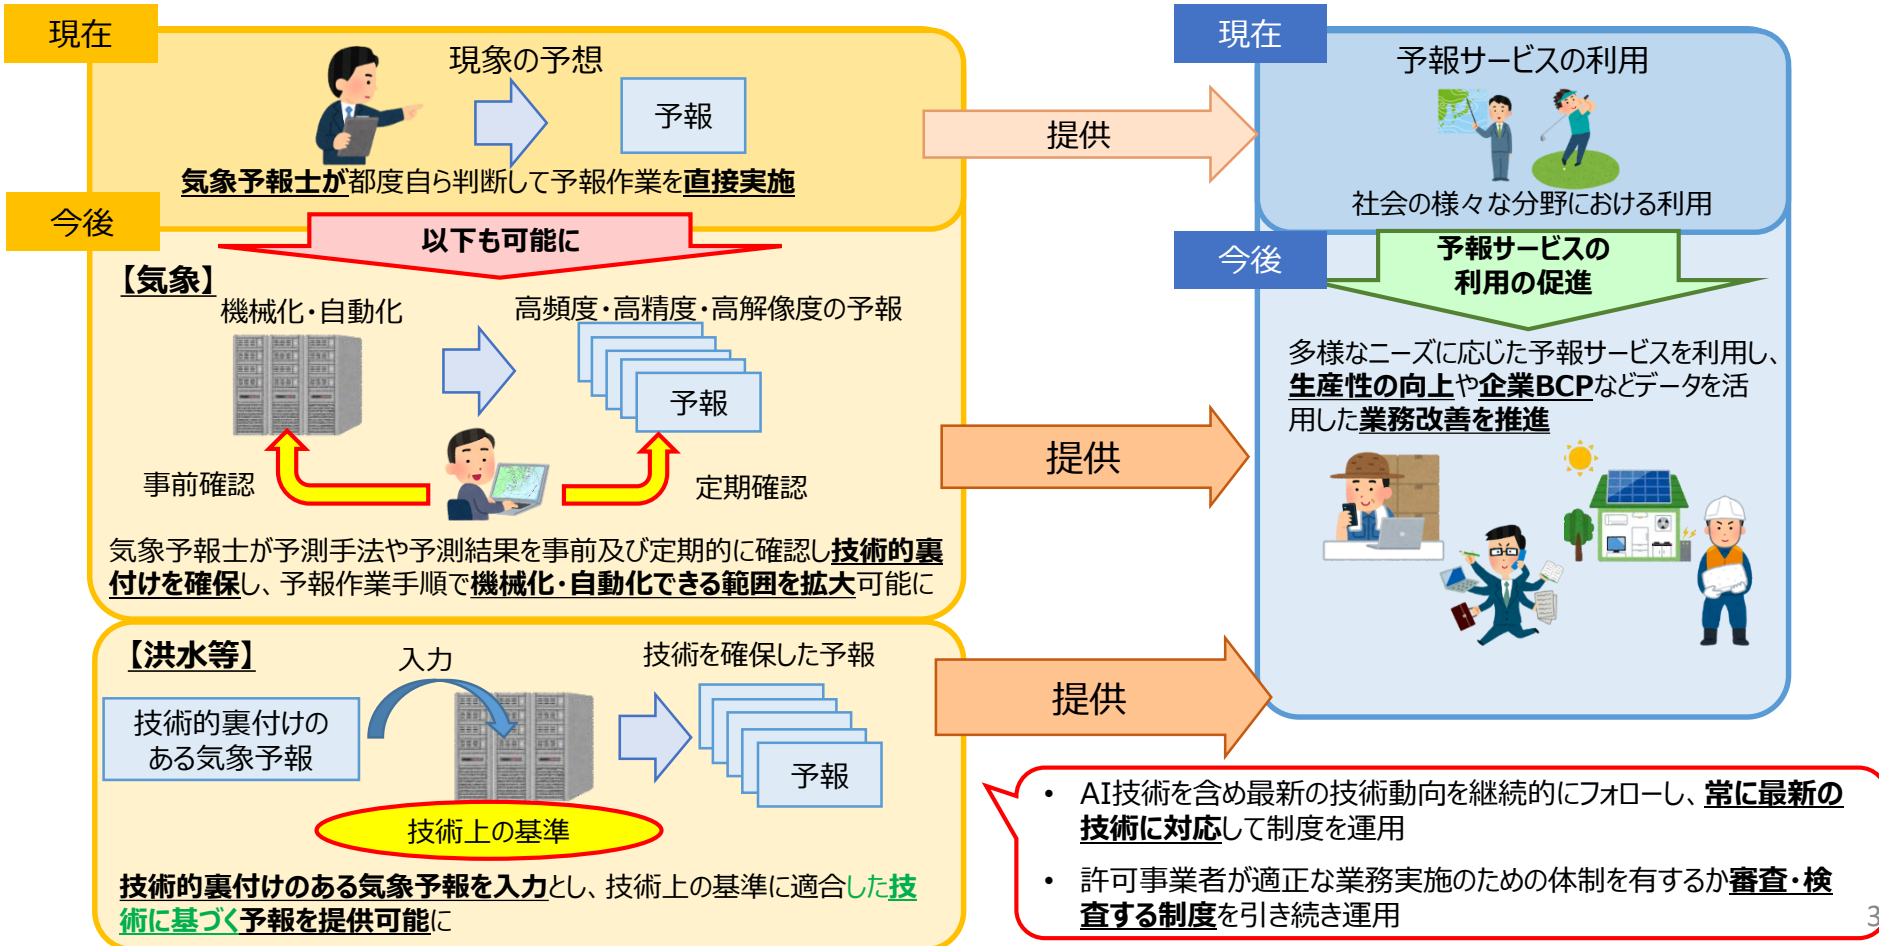 現在
現象の予想
予報
気象予報士が都度自ら判断して予報作業を直接実施
今後
以下も可能に
【気象】
機械化・自動化
高頻度・高精度・高解像度の予報
予報
事前確認
定期確認
気象予報士が予測手法や予測結果を事前及び定期的に確認し技術的裏
付けを確保し、予報作業手順で機械化・自動化できる範囲を拡大可能に
【洪水等】
入力
技術を確保した予報
技術的裏付けの
ある気象予報
予報
技術上の基準
技術的裏付けのある気象予報を入力とし、技術上の基準に適合した技
術に基づく予報を提供可能に
提供
提供
提供
現在
予報サービスの利用
社会の様々な分野における利用
今後
予報サービスの
利用の促進
多様なニーズに応じた予報サービスを利用し、
生産性の向上や企業BCPなどデータを活
用した業務改善を推進
• AI技術を含め最新の技術動向を継続的にフォローし、常に最新の
技術に対応して制度を運用
• 許可事業者が適正な業務実施のための体制を有するか審査・検
査する制度を引き続き運用
3